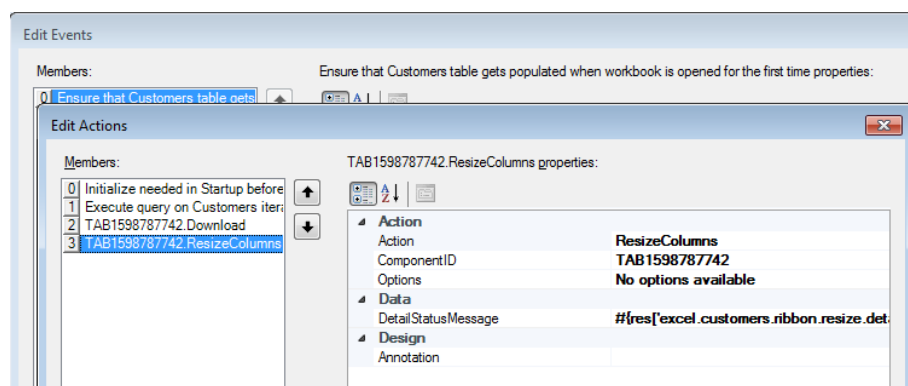 Edit Events
Members:
Ensure that Customers table gets populated when workbook is opened for the first time properties:
0 Ensure that Customers table gets
Edit Actions
Members:
TAB1598787742.ResizeColumns properties:
0 Initialize needed in Startup before
1 Execute query on Customers itera
2 TAB1598787742.Download
3 TAB1598787742.ResizeColumns
Action
Action ResizeColumns
ComponentID TAB1598787742
Options No options available
Data
DetailStatusMessage #{res['excel.customers.ribbon.resize.deta
Design
Annotation